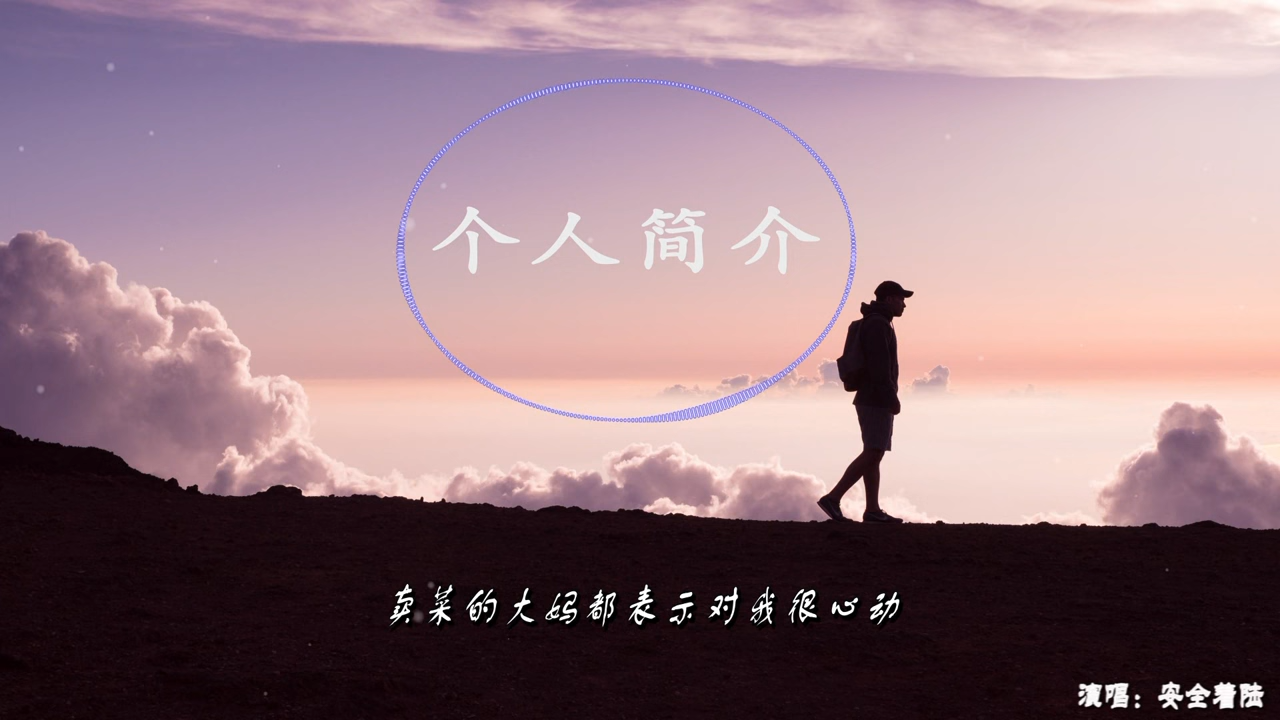 个人简介
卖菜的大妈都表示对我很心动
演唱：安全着陆